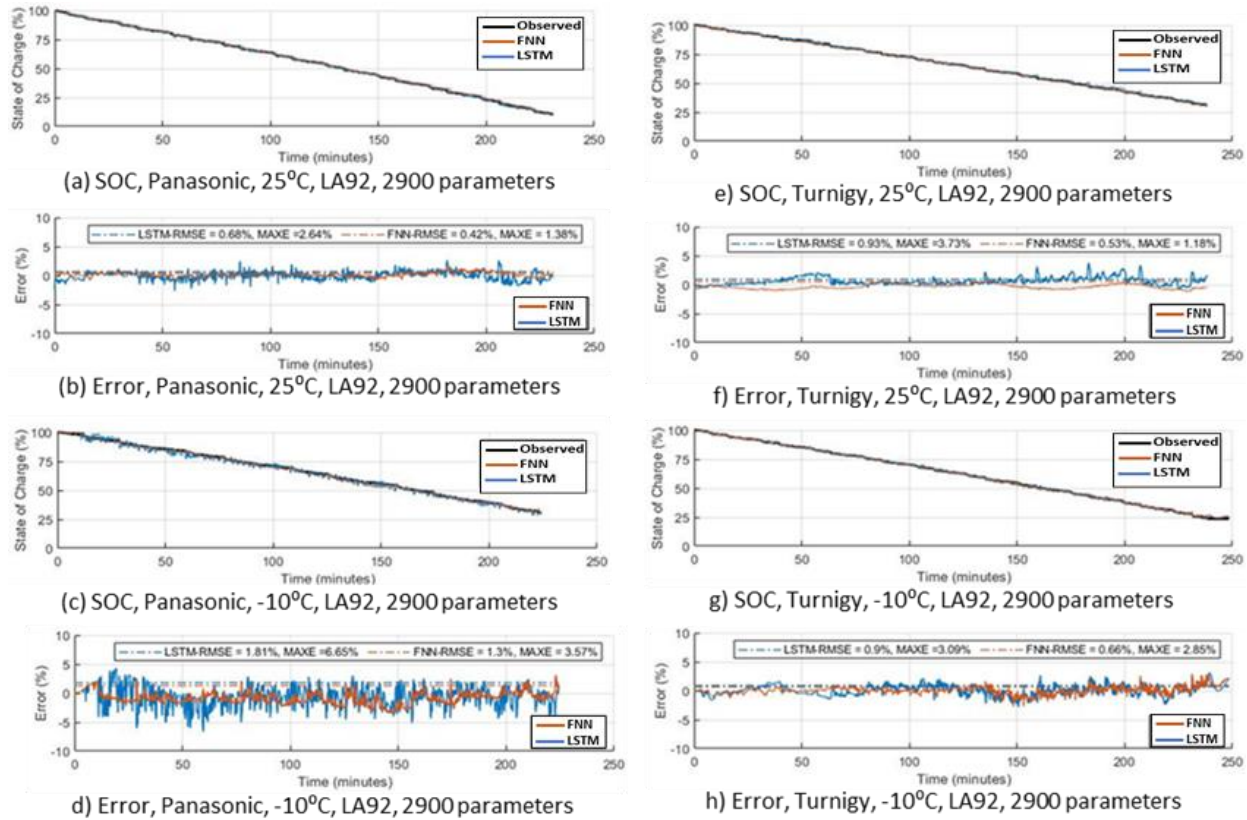 100
75
50
25
0
State of Charge (%)
Observed
FNN
LSTM
0 50 100 150 200 250
Time (minutes)
(a) SOC, Panasonic, 25⁰C, LA92, 2900 parameters
10
5
0
-5
-10
Error (%)
LSTM-RMSE = 0.68%, MAXE =2.64% FNN-RMSE = 0.42%, MAXE = 1.38%
FNN
LSTM
0 50 100 150 200 250
Time (minutes)
(b) Error, Panasonic, 25⁰C, LA92, 2900 parameters
100
75
50
25
0
State of Charge (%)
Observed
FNN
LSTM
0 50 100 150 200 250
Time (minutes)
(c) SOC, Panasonic, -10⁰C, LA92, 2900 parameters
10
5
0
-5
-10
Error (%)
LSTM-RMSE = 1.81%, MAXE =6.65% FNN-RMSE = 1.3%, MAXE = 3.57%
FNN
LSTM
0 50 100 150 200 250
Time (minutes)
d) Error, Panasonic, -10⁰C, LA92, 2900 parameters
100
75
50
25
0
State of Charge (%)
Observed
FNN
LSTM
0 50 100 150 200 250
Time (minutes)
e) SOC, Turnigy, 25⁰C, LA92, 2900 parameters
10
5
0
-5
-10
Error (%)
LSTM-RMSE = 0.93%, MAXE =3.73% FNN-RMSE = 0.53%, MAXE = 1.18%
FNN
LSTM
0 50 100 150 200 250
Time (minutes)
f) Error, Turnigy, 25⁰C, LA92, 2900 parameters
100
75
50
25
0
State of Charge (%)
Observed
FNN
LSTM
0 50 100 150 200 250
Time (minutes)
g) SOC, Turnigy, -10⁰C, LA92, 2900 parameters
10
5
0
-5
-10
Error (%)
LSTM-RMSE = 0.9%, MAXE =3.09% FNN-RMSE = 0.66%, MAXE = 2.85%
FNN
LSTM
0 50 100 150 200 250
Time (minutes)
h) Error, Turnigy, -10⁰C, LA92, 2900 parameters